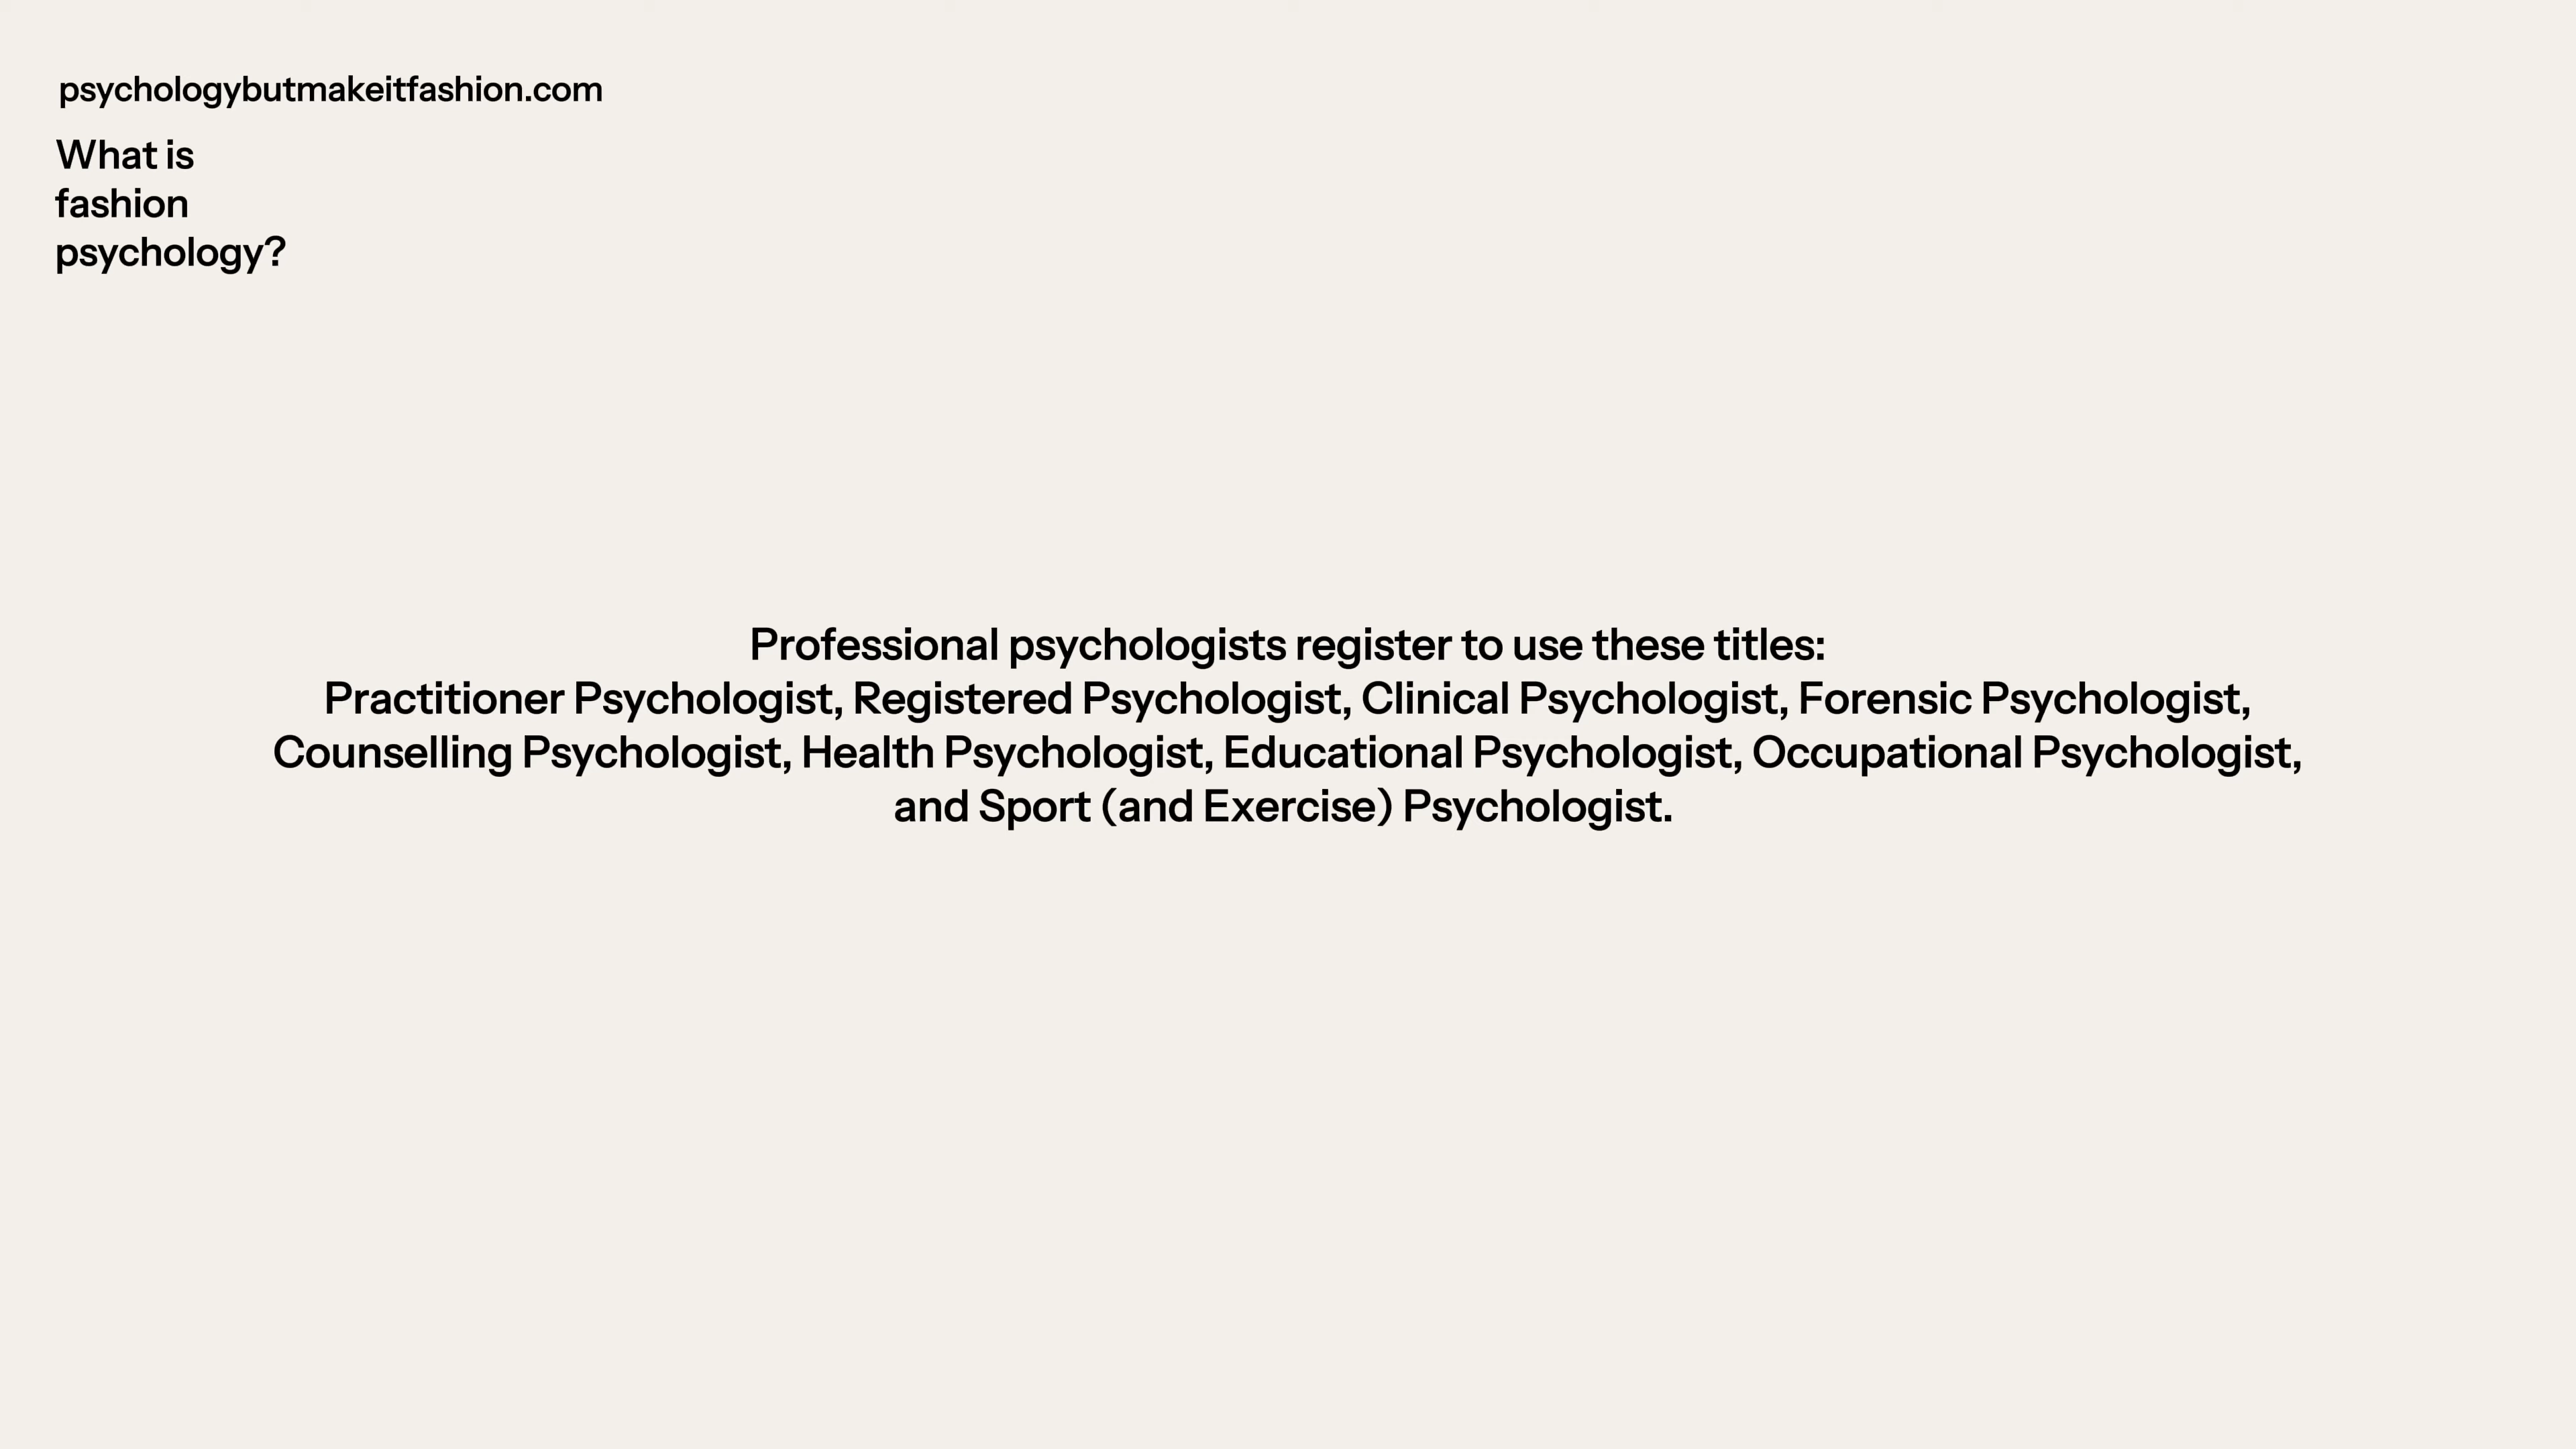 psychologybutmakeitfashion.com
What is
fashion
psychology?
Professional psychologists register to use these titles:
Practitioner Psychologist, Registered Psychologist, Clinical Psychologist, Forensic Psychologist,
Counselling Psychologist, Health Psychologist, Educational Psychologist, Occupational Psychologist,
and Sport (and Exercise) Psychologist.